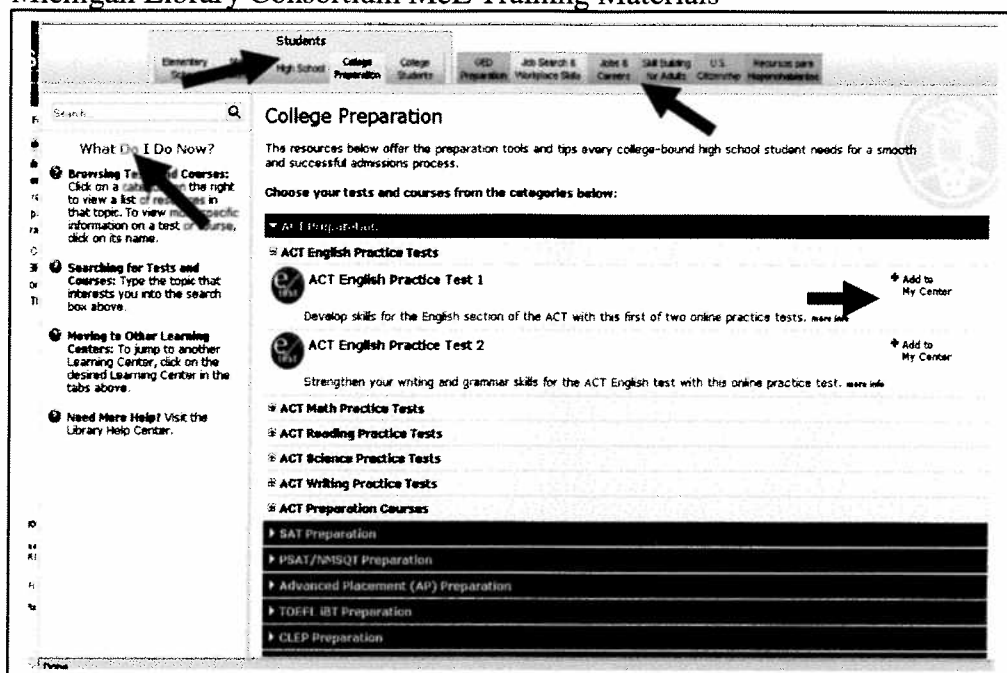 Michigan Library Consortium MeL Training Materials
Students
Elementary
High School
College Preparation
College Students
GED Preparation
Job Search & Workplace Skills
Jobs & Careers
Skill Building for Adults
U.S. Citizenship
Recursos para Hispanohablantes
Search
What Do I Do Now?
Browsing Tests and Courses:
Click on a on the right
to view a list of resources in
that topic. To view more specific
information on a test or course,
click on its name.
Searching for Tests and
Courses: Type the topic that
interests you into the search
box above.
Moving to Other Learning
Centers: To jump to another
Learning Center, click on the
desired Learning Center in the
tabs above.
Need More Help? Visit the
Library Help Center.
College Preparation
The resources below offer the preparation tools and tips every college-bound high school student needs for a smooth
and successful admissions process.
Choose your tests and courses from the categories below:
ACT Preparation
ACT English Practice Tests
ACT English Practice Test 1
Add to
My Center
Develop skills for the English section of the ACT with this first of two online practice tests. more info
ACT English Practice Test 2
Add to
My Center
Strengthen your writing and grammar skills for the ACT English test with this online practice test. more info
ACT Math Practice Tests
ACT Reading Practice Tests
ACT Science Practice Tests
ACT Writing Practice Tests
ACT Preparation Courses
SAT Preparation
PSAT/NMSQT Preparation
Advanced Placement (AP) Preparation
TOEFL iBT Preparation
CLEP Preparation
Done